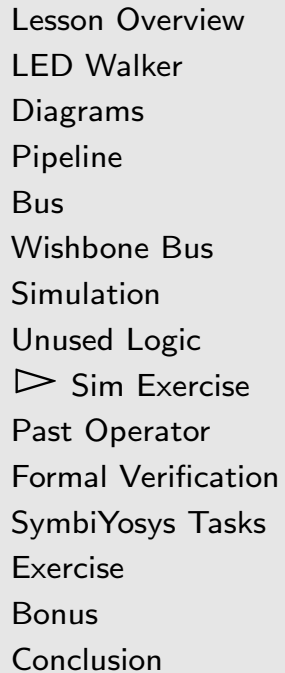 Lesson Overview
LED Walker
Diagrams
Pipeline
Bus
Wishbone Bus
Simulation
Unused Logic
▷ Sim Exercise
Past Operator
Formal Verification
SymbiYosys Tasks
Exercise
Bonus
Conclusion